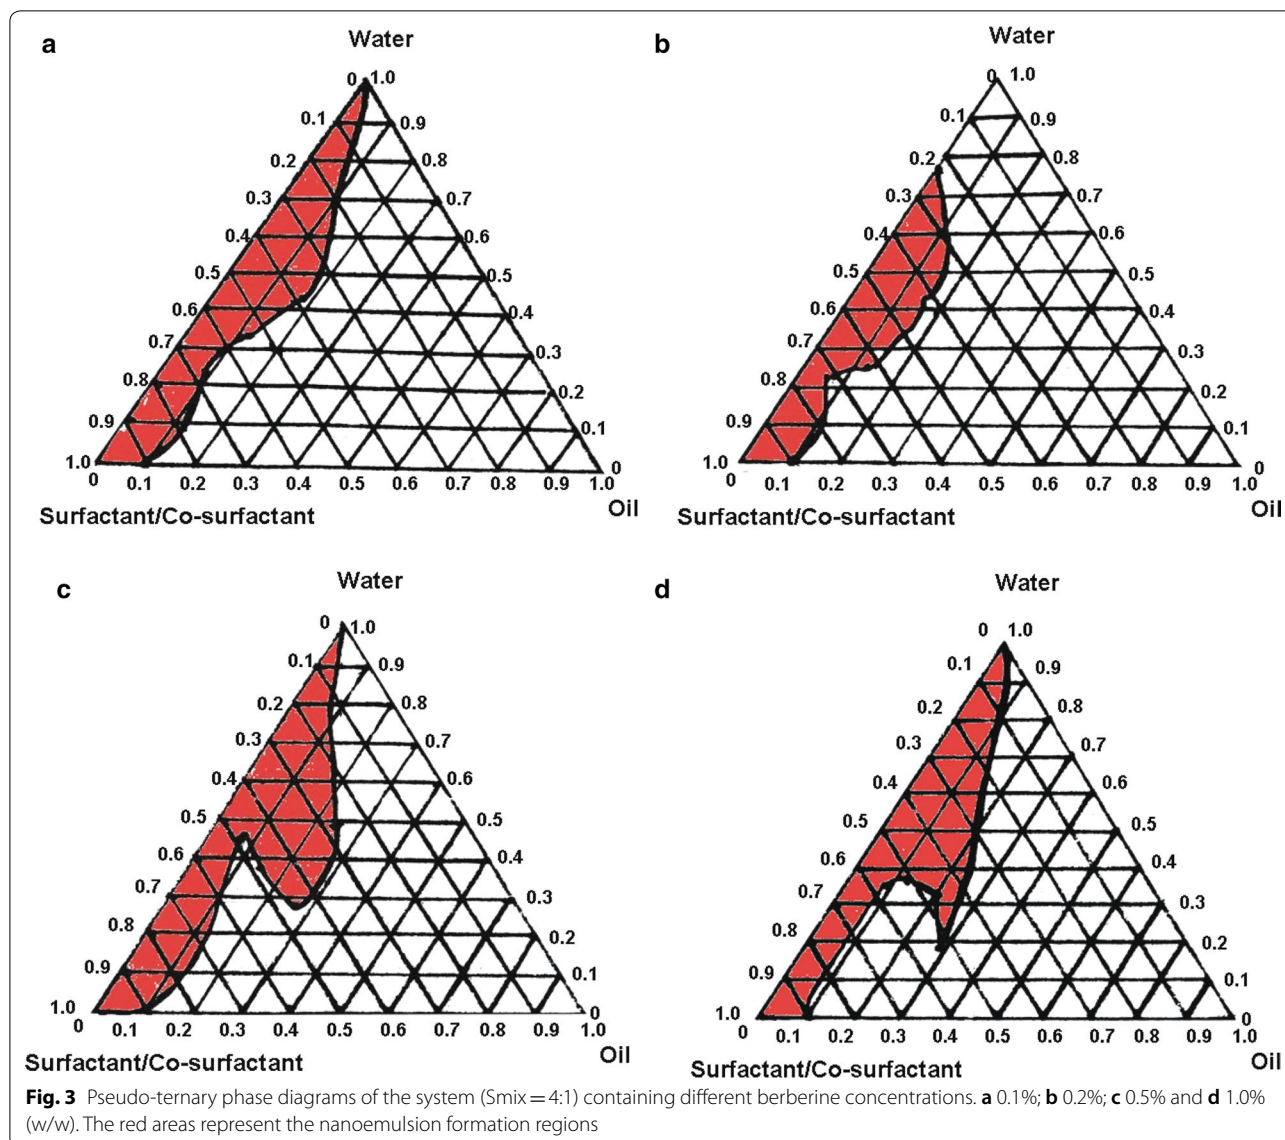 a
Water
0 1.0
0.1 0.9
0.2 0.8
0.3 0.7
0.4 0.6
0.5 0.5
0.6 0.4
0.7 0.3
0.8 0.2
0.9 0.1
1.0 0
0 0.1 0.2 0.3 0.4 0.5 0.6 0.7 0.8 0.9 1.0
Surfactant/Co-surfactant Oil
b
Water
0 1.0
0.1 0.9
0.2 0.8
0.3 0.7
0.4 0.6
0.5 0.5
0.6 0.4
0.7 0.3
0.8 0.2
0.9 0.1
1.0 0
0 0.1 0.2 0.3 0.4 0.5 0.6 0.7 0.8 0.9 1.0
Surfactant/Co-surfactant Oil
c
Water
0 1.0
0.1 0.9
0.2 0.8
0.3 0.7
0.4 0.6
0.5 0.5
0.6 0.4
0.7 0.3
0.8 0.2
0.9 0.1
1.0 0
0 0.1 0.2 0.3 0.4 0.5 0.6 0.7 0.8 0.9 1.0
Surfactant/Co-surfactant Oil
d
Water
0 1.0
0.1 0.9
0.2 0.8
0.3 0.7
0.4 0.6
0.5 0.5
0.6 0.4
0.7 0.3
0.8 0.2
0.9 0.1
1.0 0
0 0.1 0.2 0.3 0.4 0.5 0.6 0.7 0.8 0.9 1.0
Surfactant/Co-surfactant Oil
Fig. 3 Pseudo-ternary phase diagrams of the system (Smix = 4:1) containing different berberine concentrations. a 0.1%; b 0.2%; c 0.5% and d 1.0%
(w/w). The red areas represent the nanoemulsion formation regions